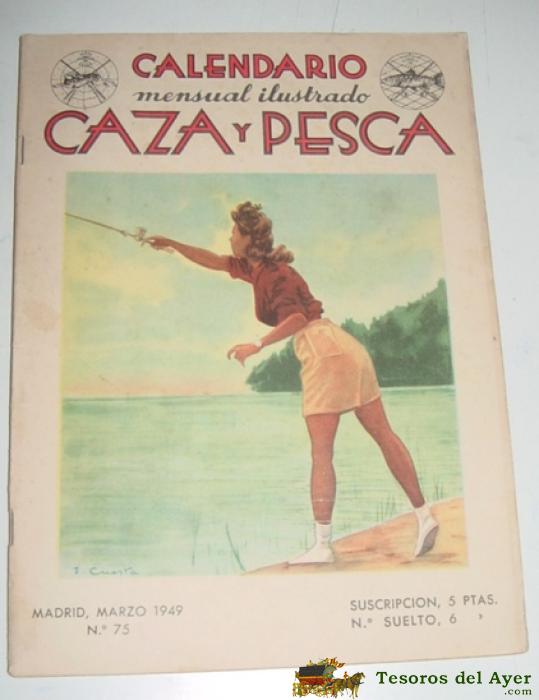 CALENDARIO
mensual ilustrado
CAZA Y PESCA
J. Cuesta
MADRID, MARZO 1949
N.º 75
SUSCRIPCION, 5 PTAS.
N.º SUELTO, 6 »
Tesoros del Ayer
.com